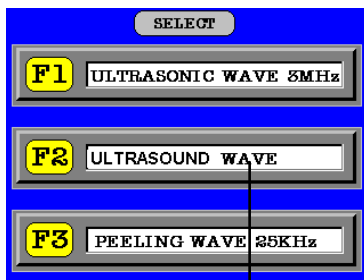 SELECT
F1 ULTRASONIC WAVE 3MHz
F2 ULTRASOUND WAVE
F3 PEELING WAVE 25KHz